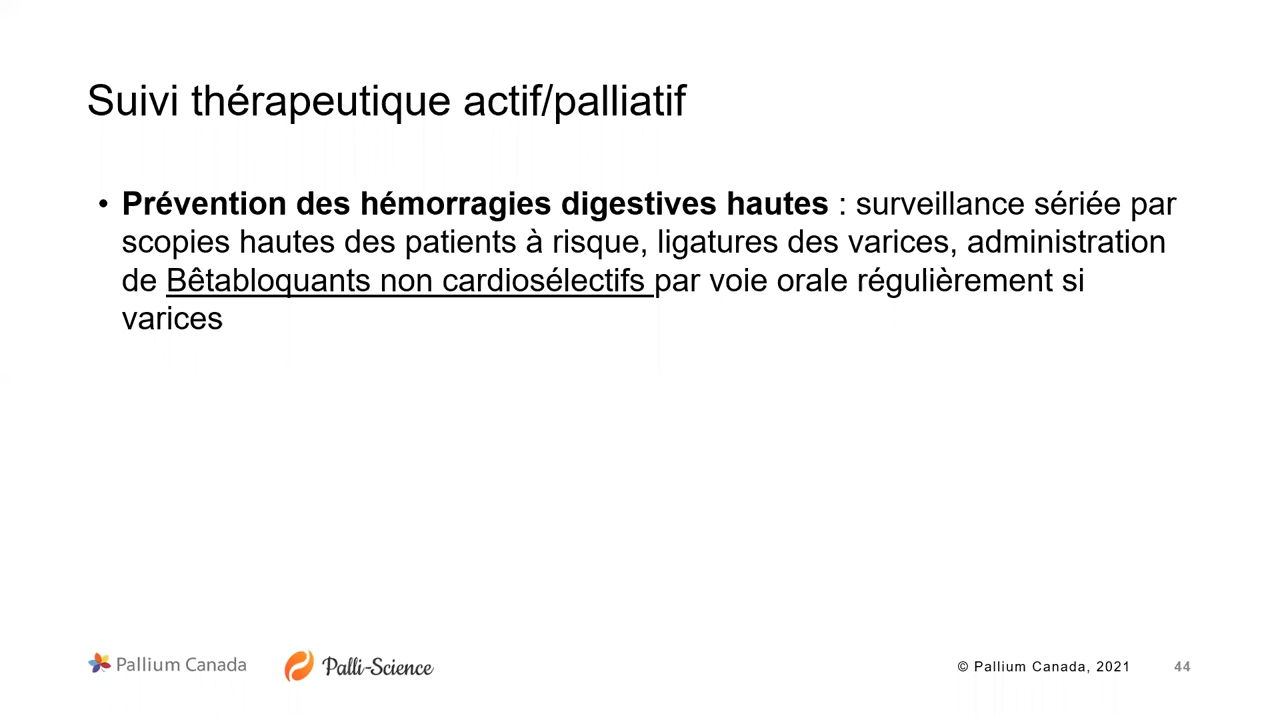 Suivi thérapeutique actif/palliatif
• Prévention des hémorragies digestives hautes : surveillance sériée par
scopies hautes des patients à risque, ligatures des varices, administration
de Bêtabloquants non cardiosélectifs par voie orale régulièrement si
varices
Pallium Canada Palli-Science © Pallium Canada, 2021 44